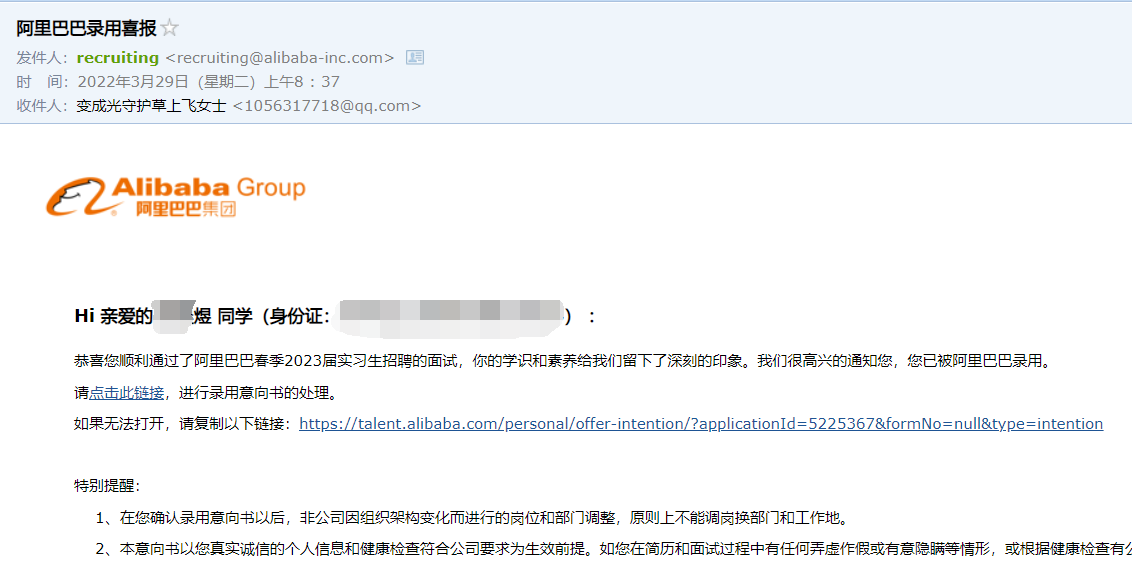 阿里巴巴录用喜报
发件人：recruiting <recruiting@alibaba-inc.com>
时　间：2022年3月29日（星期二）上午8：37
收件人：变成光守护草上飞女士 <1056317718@qq.com>
Alibaba Group
阿里巴巴集团
Hi 亲爱的 煜 同学（身份证： ）：
恭喜您顺利通过了阿里巴巴春季2023届实习生招聘的面试，你的学识和素养给我们留下了深刻的印象。我们很高兴的通知您，您已被阿里巴巴录用。
请点击此链接，进行录用意向书的处理。
如果无法打开，请复制以下链接：https://talent.alibaba.com/personal/offer-intention/?applicationId=5225367&formNo=null&type=intention
特别提醒：
1、在您确认录用意向书以后，非公司因组织架构变化而进行的岗位和部门调整，原则上不能调岗换部门和工作地。
2、本意向书以您真实诚信的个人信息和健康检查符合公司要求为生效前提。如您在简历和面试过程中有任何弄虚作假或有意隐瞒等情形，或根据健康检查有